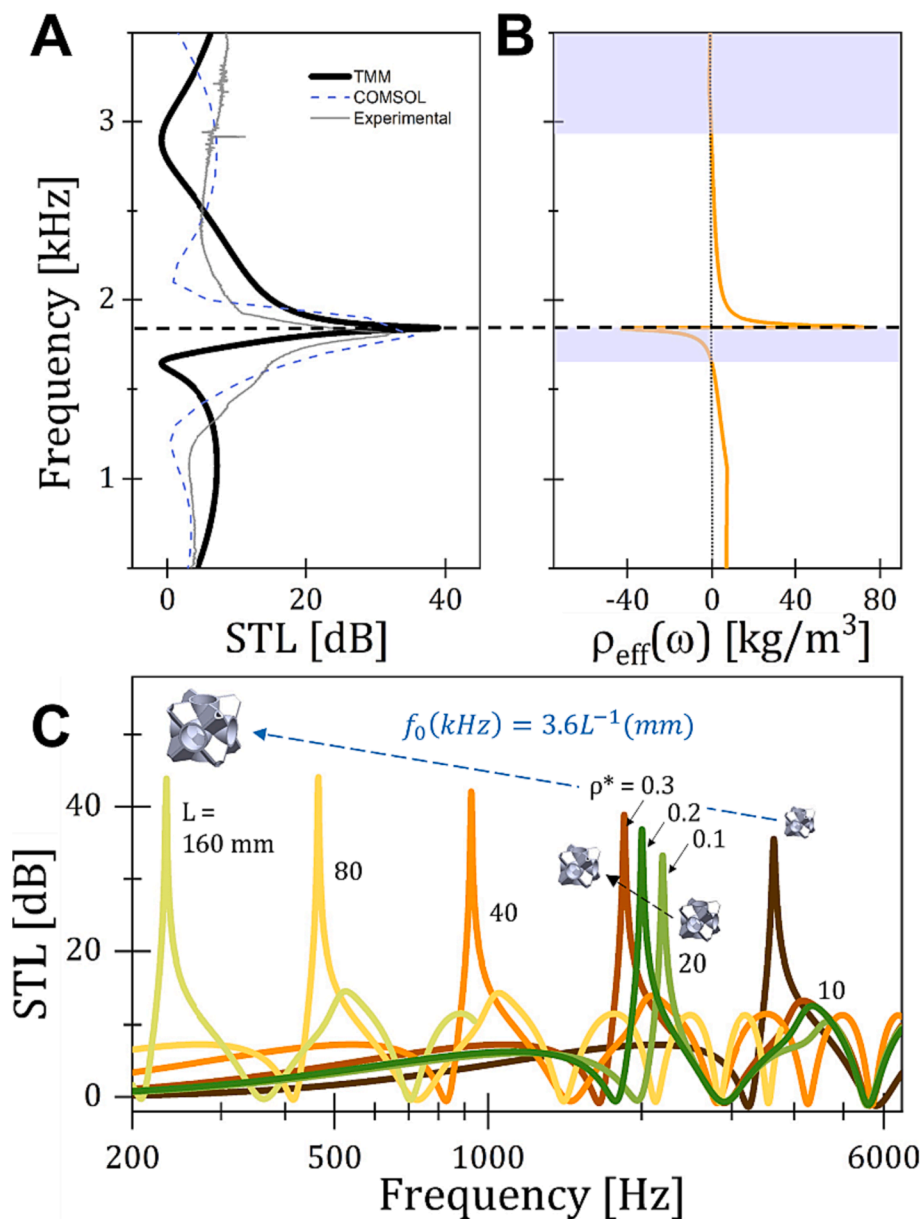 A
B
TMM
COMSOL
Experimental
3
2
1
Frequency [kHz]
0
20
40
STL [dB]
-40
0
40
80
ρeff(ω) [kg/m³]
C
f₀(kHz) = 3.6L⁻¹(mm)
ρ* = 0.3
0.2
0.1
L =
160 mm
80
40
20
10
40
20
0
STL [dB]
200
500
1000
6000
Frequency [Hz]